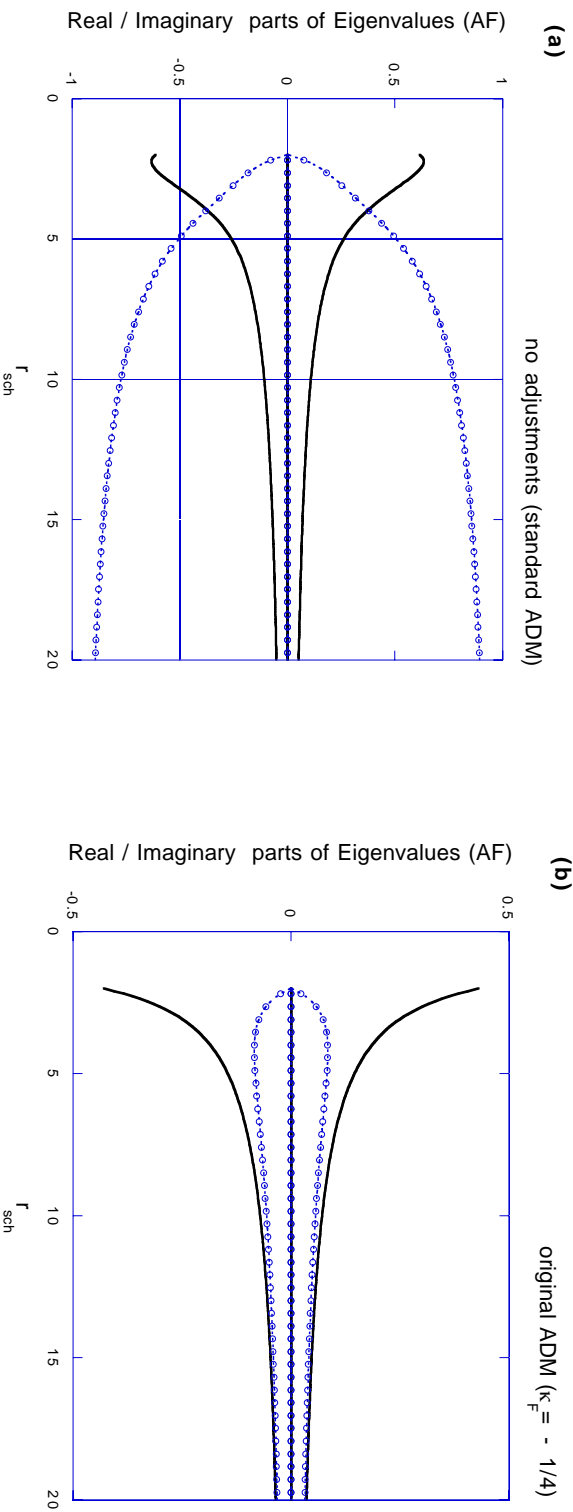 (a)
no adjustments (standard ADM)
Real / Imaginary parts of Eigenvalues (AF)
1
0.5
0
-0.5
-1
0
5
10
15
20
r sch
(b)
original ADM (κF = - 1/4)
Real / Imaginary parts of Eigenvalues (AF)
0.5
0
-0.5
0
5
10
15
20
r sch